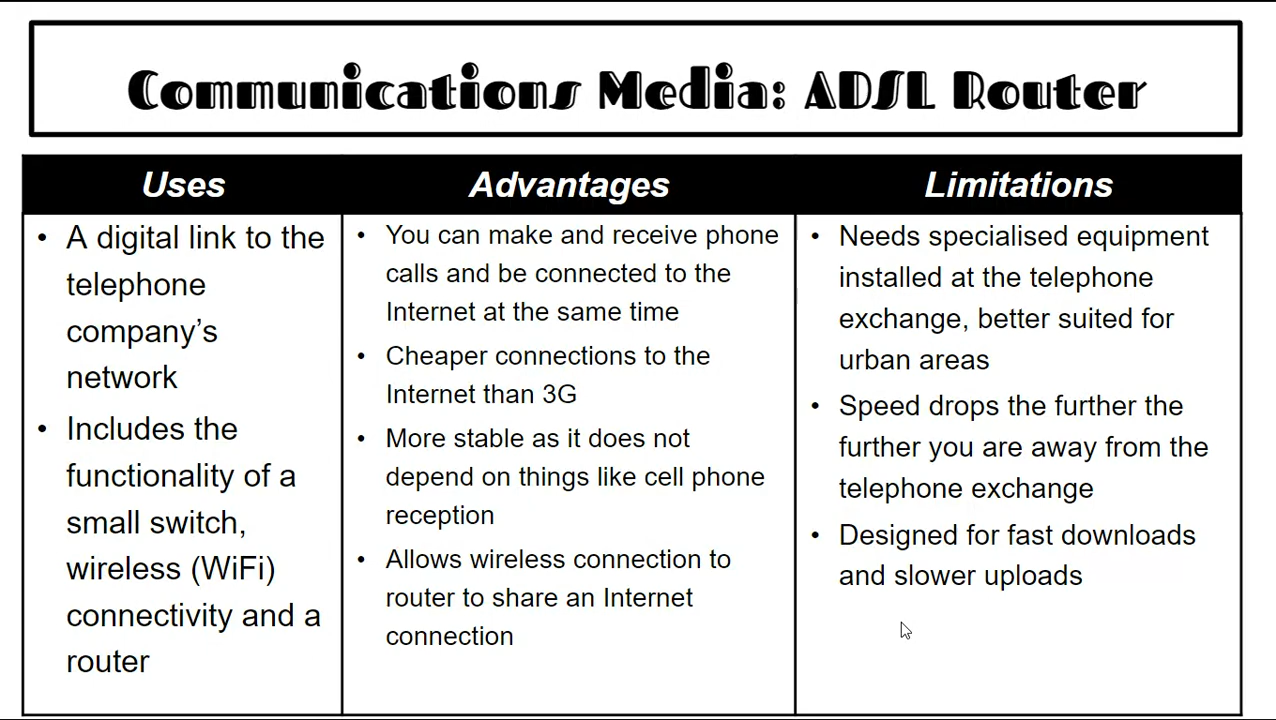 Communications Media: ADSL Router
Uses
• A digital link to the
telephone
company’s
network
• Includes the
functionality of a
small switch,
wireless (WiFi)
connectivity and a
router
Advantages
• You can make and receive phone
calls and be connected to the
Internet at the same time
• Cheaper connections to the
Internet than 3G
• More stable as it does not
depend on things like cell phone
reception
• Allows wireless connection to
router to share an Internet
connection
Limitations
• Needs specialised equipment
installed at the telephone
exchange, better suited for
urban areas
• Speed drops the further the
further you are away from the
telephone exchange
• Designed for fast downloads
and slower uploads